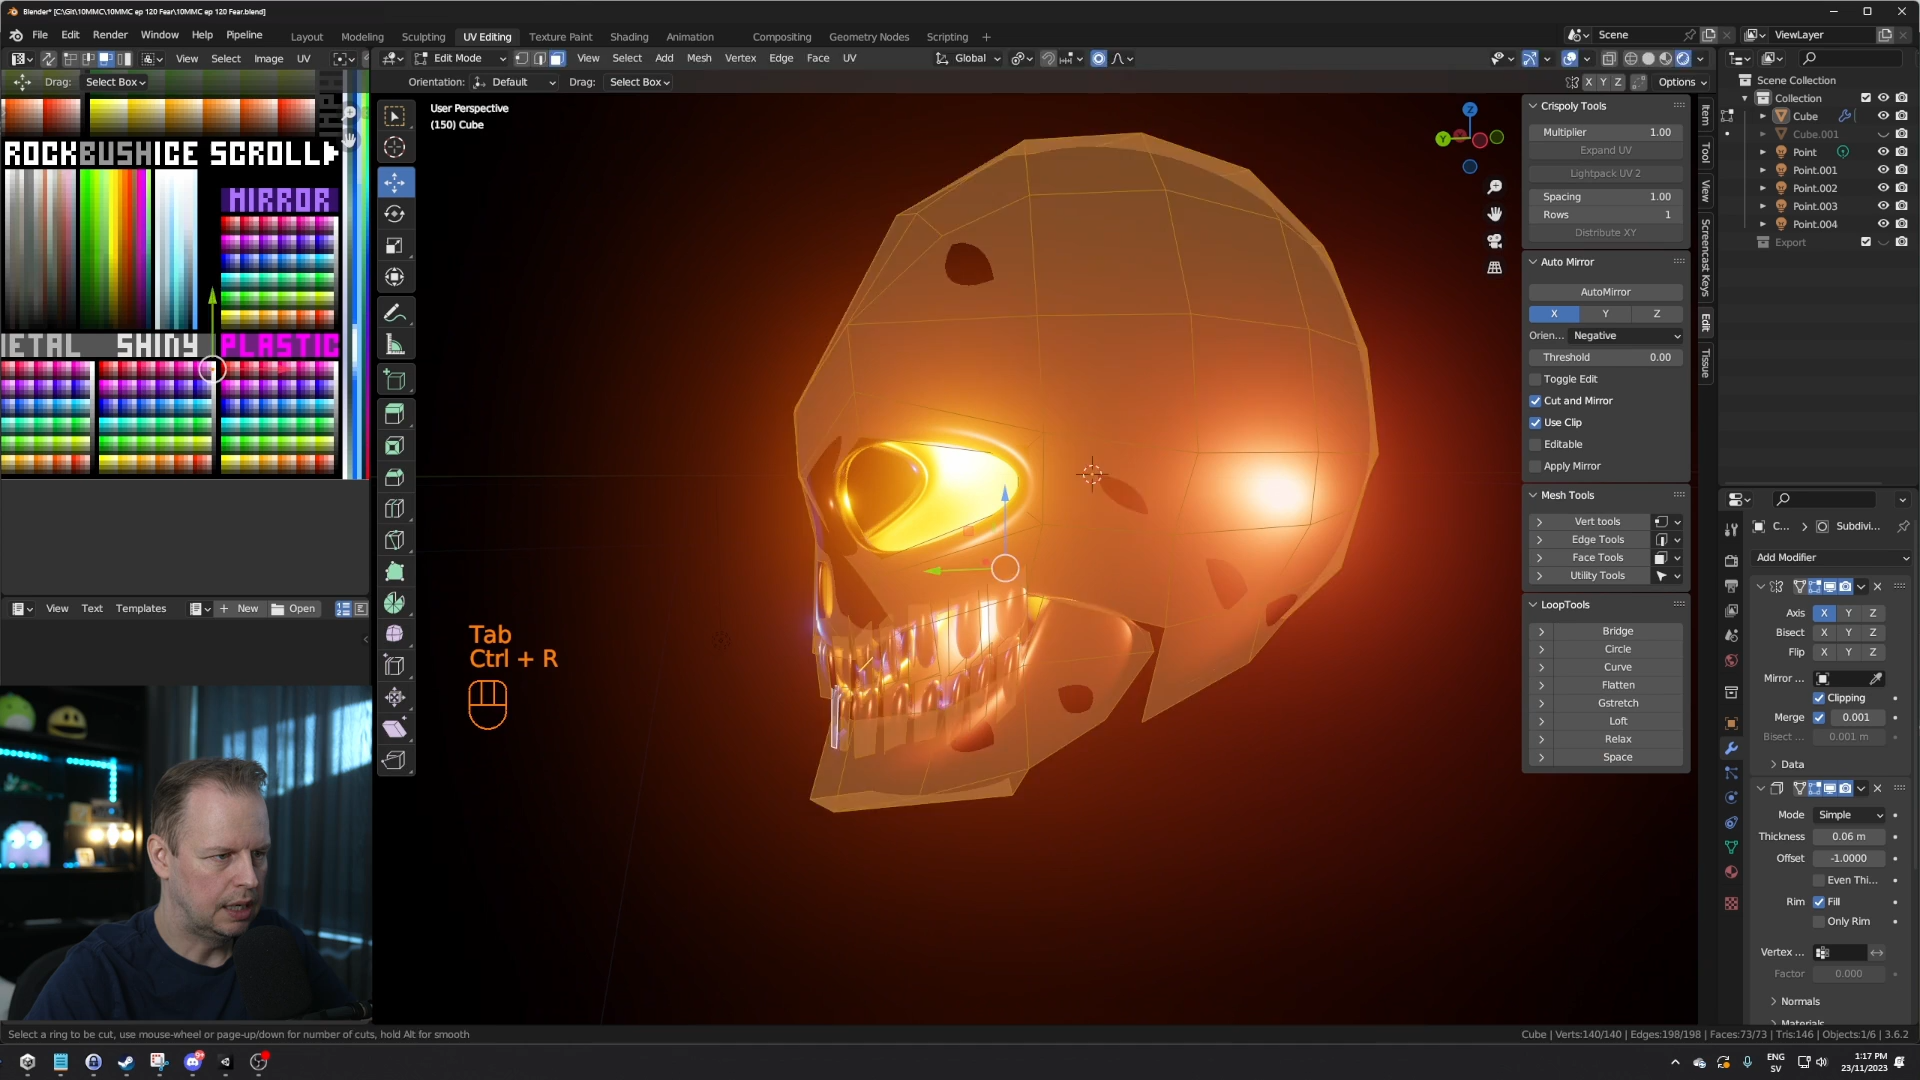 Blender* [C:\Git\10MMC\10MMC ep 120 Fear\10MMC ep 120 Fear.blend]
File Edit Render Window Help Pipeline
Layout Modeling Sculpting UV Editing Texture Paint Shading Animation Compositing Geometry Nodes Scripting +
Scene
ViewLayer
View Select Image UV
Edit Mode View Select Add Mesh Vertex Edge Face UV
Global
Drag: Select Box
Orientation: Default Drag: Select Box
X Y Z Options
User Perspective
(150) Cube
ROCK BUSH ICE SCROLL
MIRROR
METAL SHINY PLASTIC
View Text Templates New Open
Tab
Ctrl + R
Crispoly Tools
Multiplier 1.00
Expand UV
Lightpack UV 2
Spacing 1.00
Rows 1
Distribute XY
Auto Mirror
AutoMirror
X Y Z
Orien... Negative
Threshold 0.00
Toggle Edit
Cut and Mirror
Use Clip
Editable
Apply Mirror
Mesh Tools
Vert tools
Edge Tools
Face Tools
Utility Tools
LoopTools
Bridge
Circle
Curve
Flatten
Gstretch
Loft
Relax
Space
Item
Tool
View
Screencast Keys
Edit
Tissue
Scene Collection
Collection
Cube
Cube.001
Point
Point.001
Point.002
Point.003
Point.004
Export
C... Subdivi...
Add Modifier
Axis X Y Z
Bisect X Y Z
Flip X Y Z
Mirror ...
Clipping
Merge 0.001
Bisect ... 0.001 m
Data
Mode Simple
Thickness 0.06 m
Offset -1.0000
Even Thi...
Rim Fill
Only Rim
Vertex ...
Factor 0.000
Normals
Materials
Select a ring to be cut, use mouse-wheel or page-up/down for number of cuts, hold Alt for smooth
Cube | Verts:140/140 | Edges:198/198 | Faces:73/73 | Tris:146 | Objects:1/6 | 3.6.2
ENG
SV
1:17 PM
23/11/2023